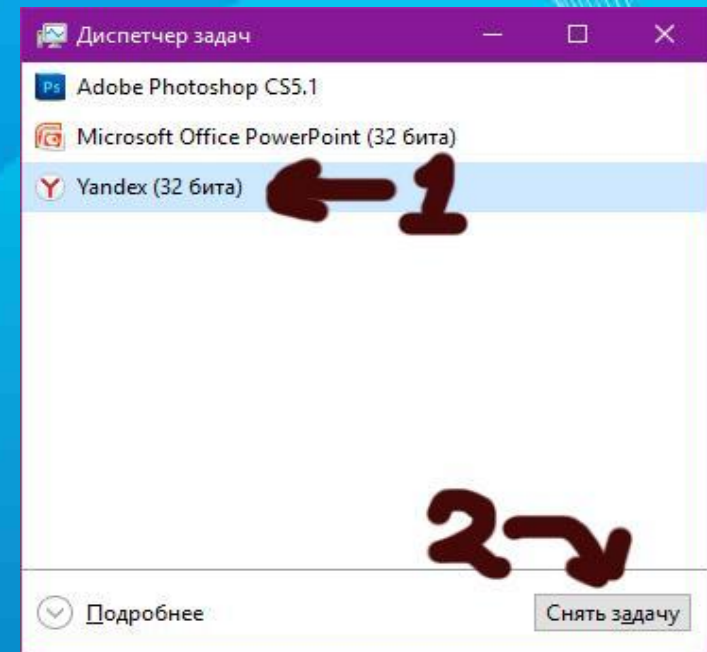 Диспетчер задач
Ps Adobe Photoshop CS5.1
Microsoft Office PowerPoint (32 бита)
Yandex (32 бита) 1
2
Подробнее
Снять задачу